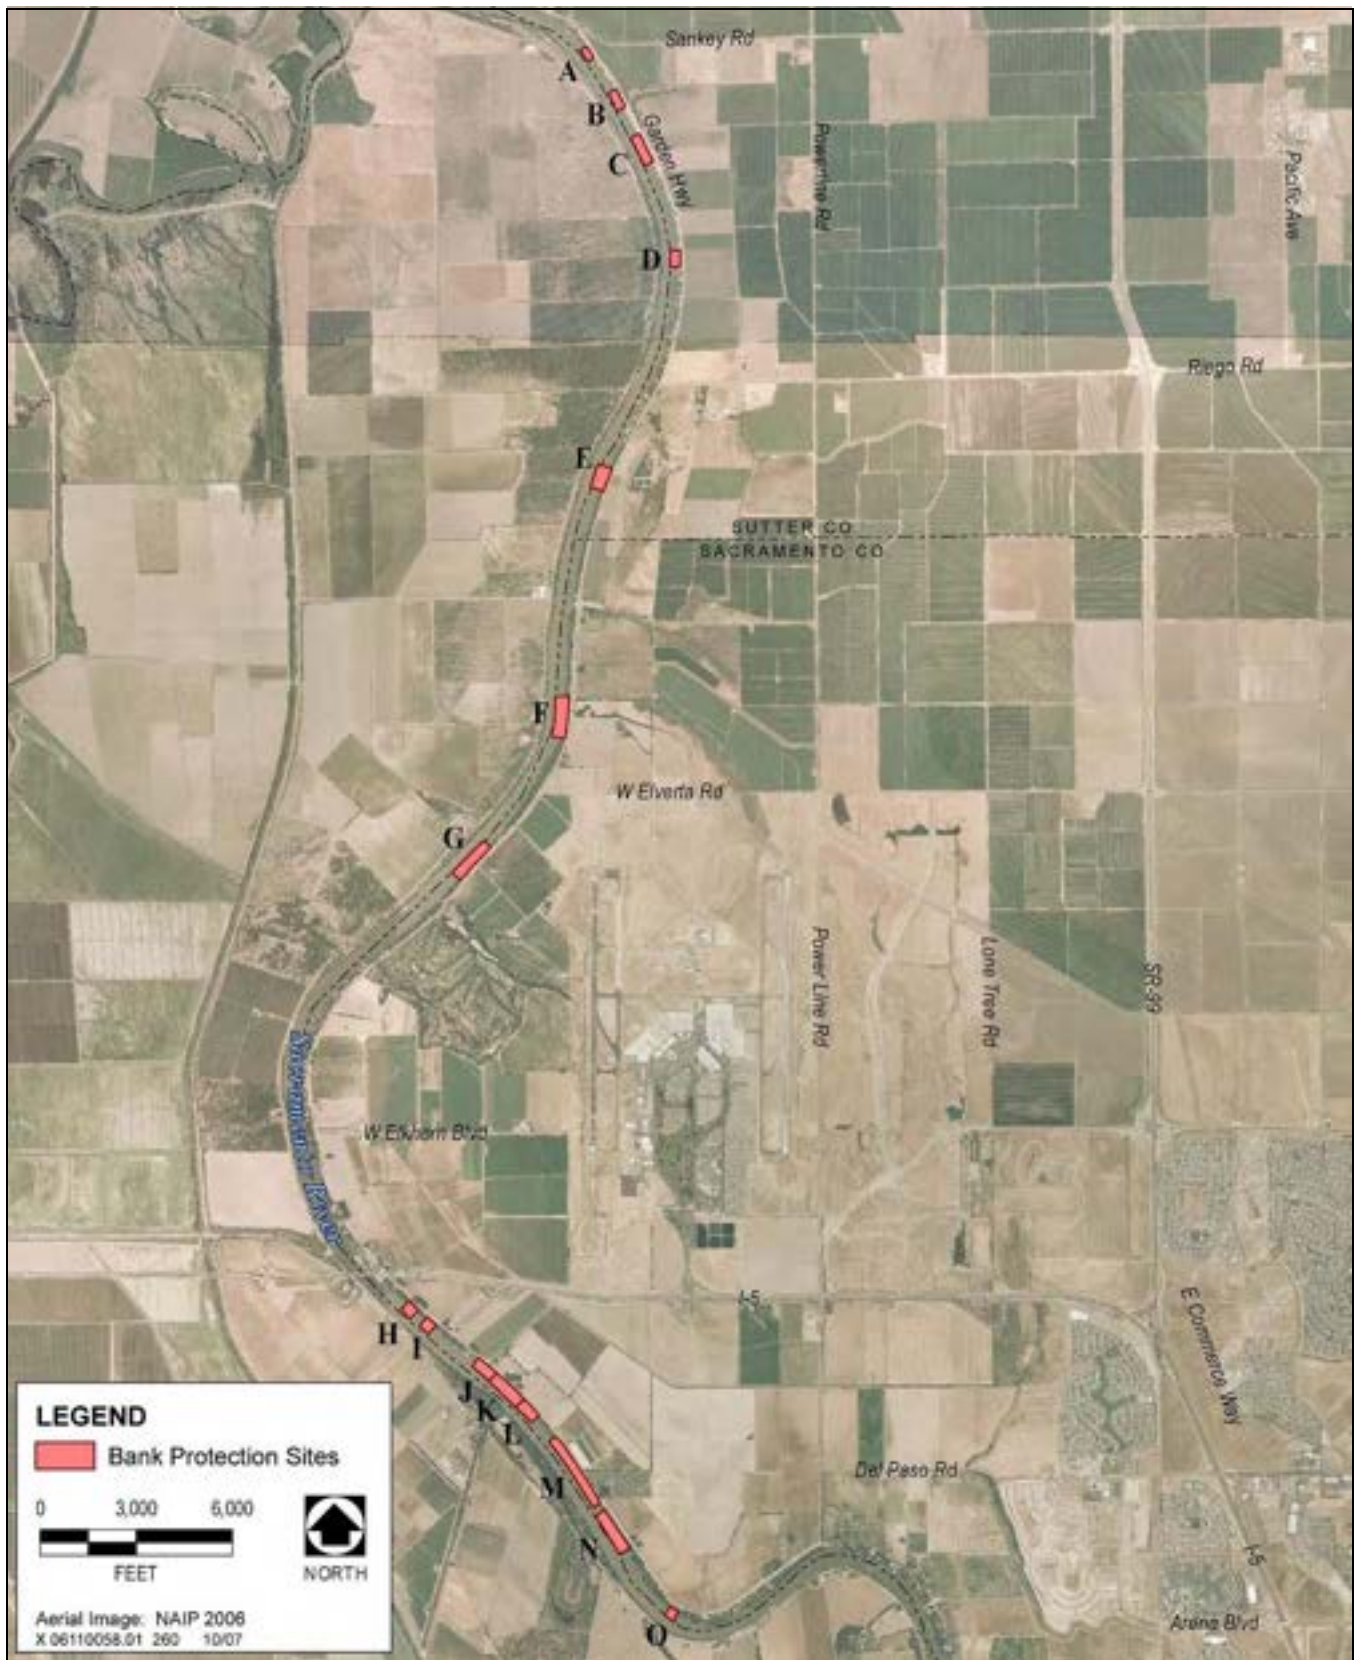 Sankey Rd
A
B
Garden Hwy
Powerline Rd
C
Pacific Ave
D
Riego Rd
E
SUTTER CO
SACRAMENTO CO
F
W Elverta Rd
G
Power Line Rd
Lone Tree Rd
SR-99
Sacramento River
W Elkhorn Blvd
I-5
E Commerce Way
H
I
J
K
L
Del Paso Rd
M
N
I-5
O
Arena Blvd
LEGEND
Bank Protection Sites
0 3,000 6,000
FEET
NORTH
Aerial Image: NAIP 2006
X 06110058.01 260 10/07